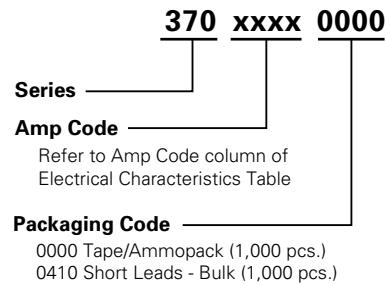 370 xxxx 0000
Series
Amp Code
Refer to Amp Code column of
Electrical Characteristics Table
Packaging Code
0000 Tape/Ammopack (1,000 pcs.)
0410 Short Leads - Bulk (1,000 pcs.)